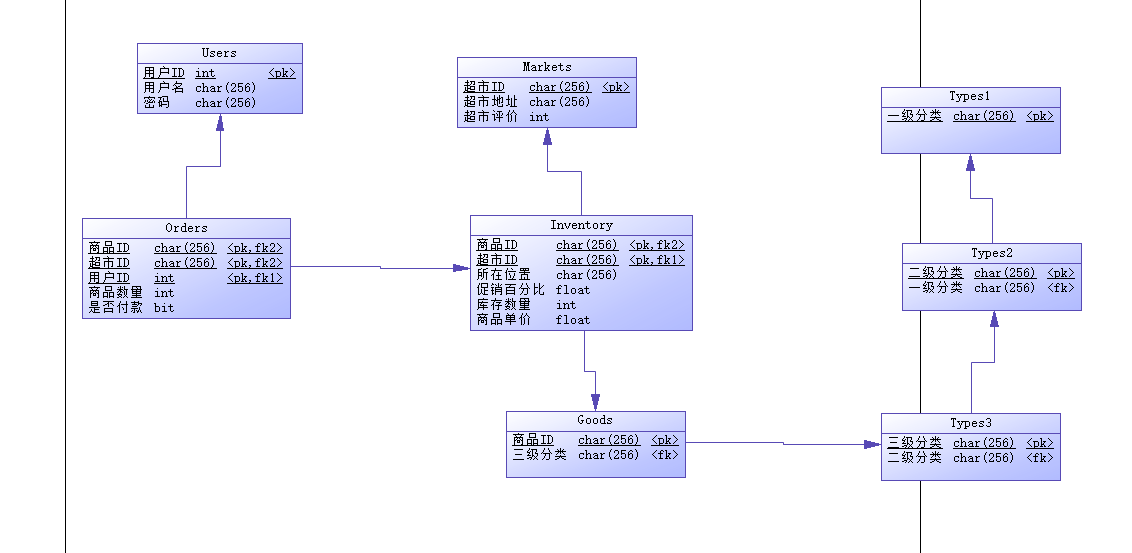 Users
用户ID int <pk>
用户名 char(256)
密码 char(256)
Markets
超市ID char(256) <pk>
超市地址 char(256)
超市评价 int
Types1
一级分类 char(256) <pk>
Orders
商品ID char(256) <pk,fk2>
超市ID char(256) <pk,fk2>
用户ID int <pk,fk1>
商品数量 int
是否付款 bit
Inventory
商品ID char(256) <pk,fk2>
超市ID char(256) <pk,fk1>
所在位置 char(256)
促销百分比 float
库存数量 int
商品单价 float
Types2
二级分类 char(256) <pk>
一级分类 char(256) <fk>
Goods
商品ID char(256) <pk>
三级分类 char(256) <fk>
Types3
三级分类 char(256) <pk>
二级分类 char(256) <fk>